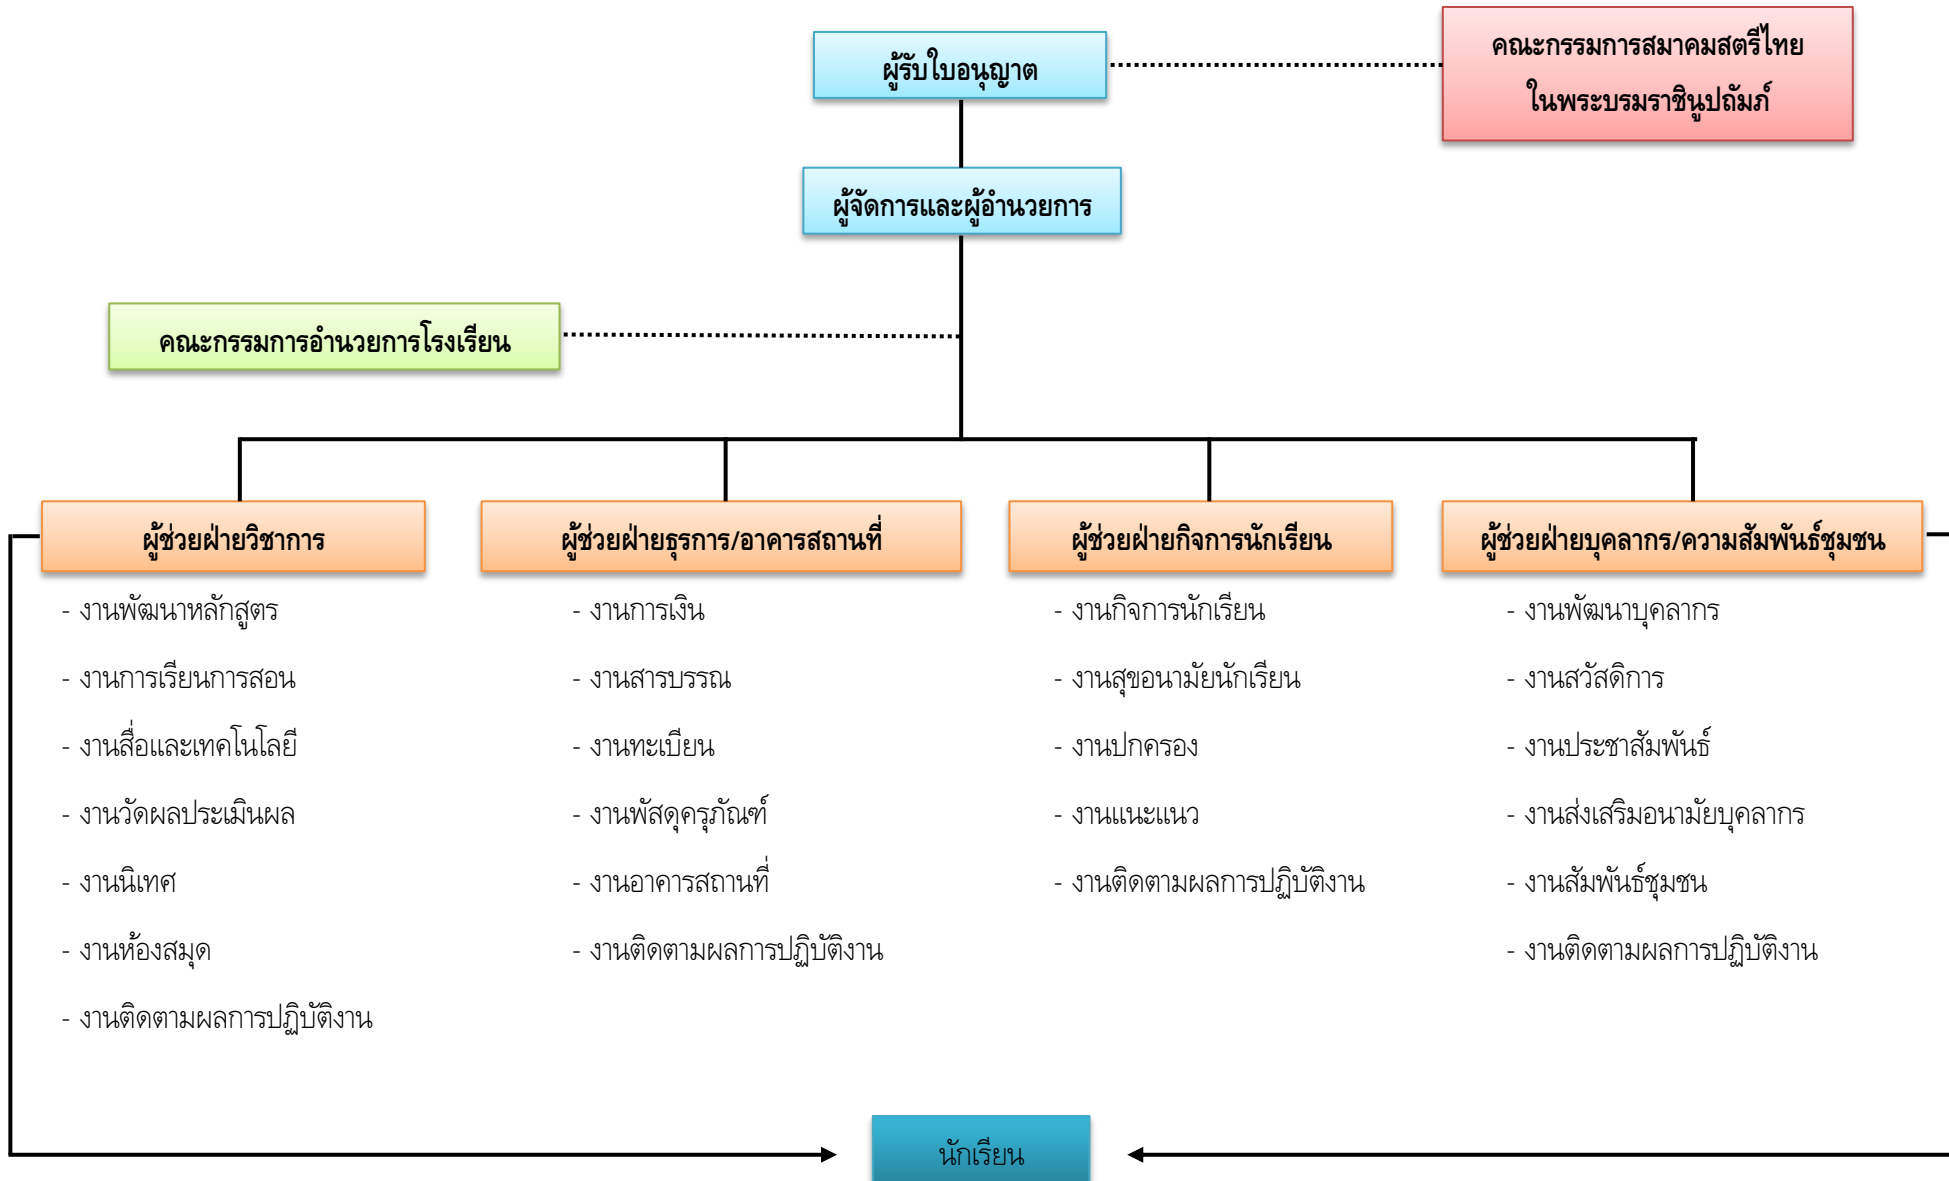 ผู้รับใบอนุญาต
คณะกรรมการสมาคมสตรีไทย
ในพระบรมราชินูปถัมภ์
ผู้จัดการและผู้อำนวยการ
คณะกรรมการอำนวยการโรงเรียน
ผู้ช่วยฝ่ายวิชาการ
- งานพัฒนาหลักสูตร
- งานการเรียนการสอน
- งานสื่อและเทคโนโลยี
- งานวัดผลประเมินผล
- งานนิเทศ
- งานห้องสมุด
- งานติดตามผลการปฏิบัติงาน
ผู้ช่วยฝ่ายธุรการ/อาคารสถานที่
- งานการเงิน
- งานสารบรรณ
- งานทะเบียน
- งานพัสดุครุภัณฑ์
- งานอาคารสถานที่
- งานติดตามผลการปฏิบัติงาน
ผู้ช่วยฝ่ายกิจการนักเรียน
- งานกิจการนักเรียน
- งานสุขอนามัยนักเรียน
- งานปกครอง
- งานแนะแนว
- งานติดตามผลการปฏิบัติงาน
ผู้ช่วยฝ่ายบุคลากร/ความสัมพันธ์ชุมชน
- งานพัฒนาบุคลากร
- งานสวัสดิการ
- งานประชาสัมพันธ์
- งานส่งเสริมอนามัยบุคลากร
- งานสัมพันธ์ชุมชน
- งานติดตามผลการปฏิบัติงาน
นักเรียน